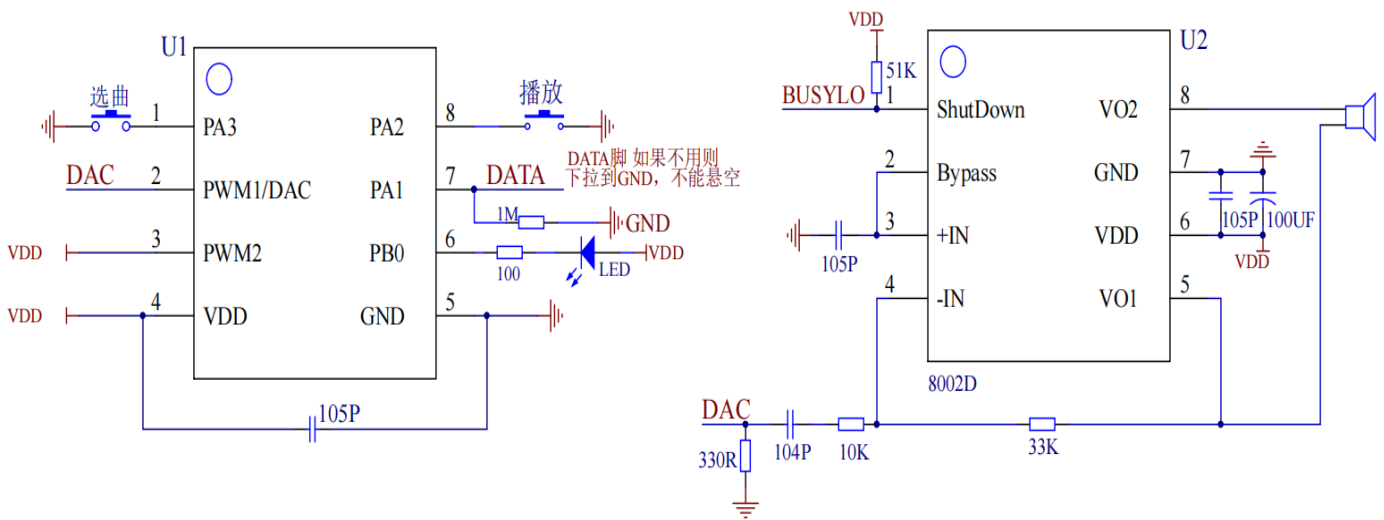 U1
选曲
1
PA3
DAC
2
PWM1/DAC
VDD
3
PWM2
VDD
4
VDD
播放
8
PA2
DATA脚 如果不用则
下拉到GND，不能悬空
7
DATA
PA1
1M
GND
6
PB0
100
LED
VDD
5
GND
105P
VDD
U2
51K
BUSYLO
1
ShutDown
VO2
8
2
Bypass
GND
7
105P
100UF
3
+IN
VDD
6
105P
VDD
4
-IN
VO1
5
8002D
DAC
330R
104P
10K
33K